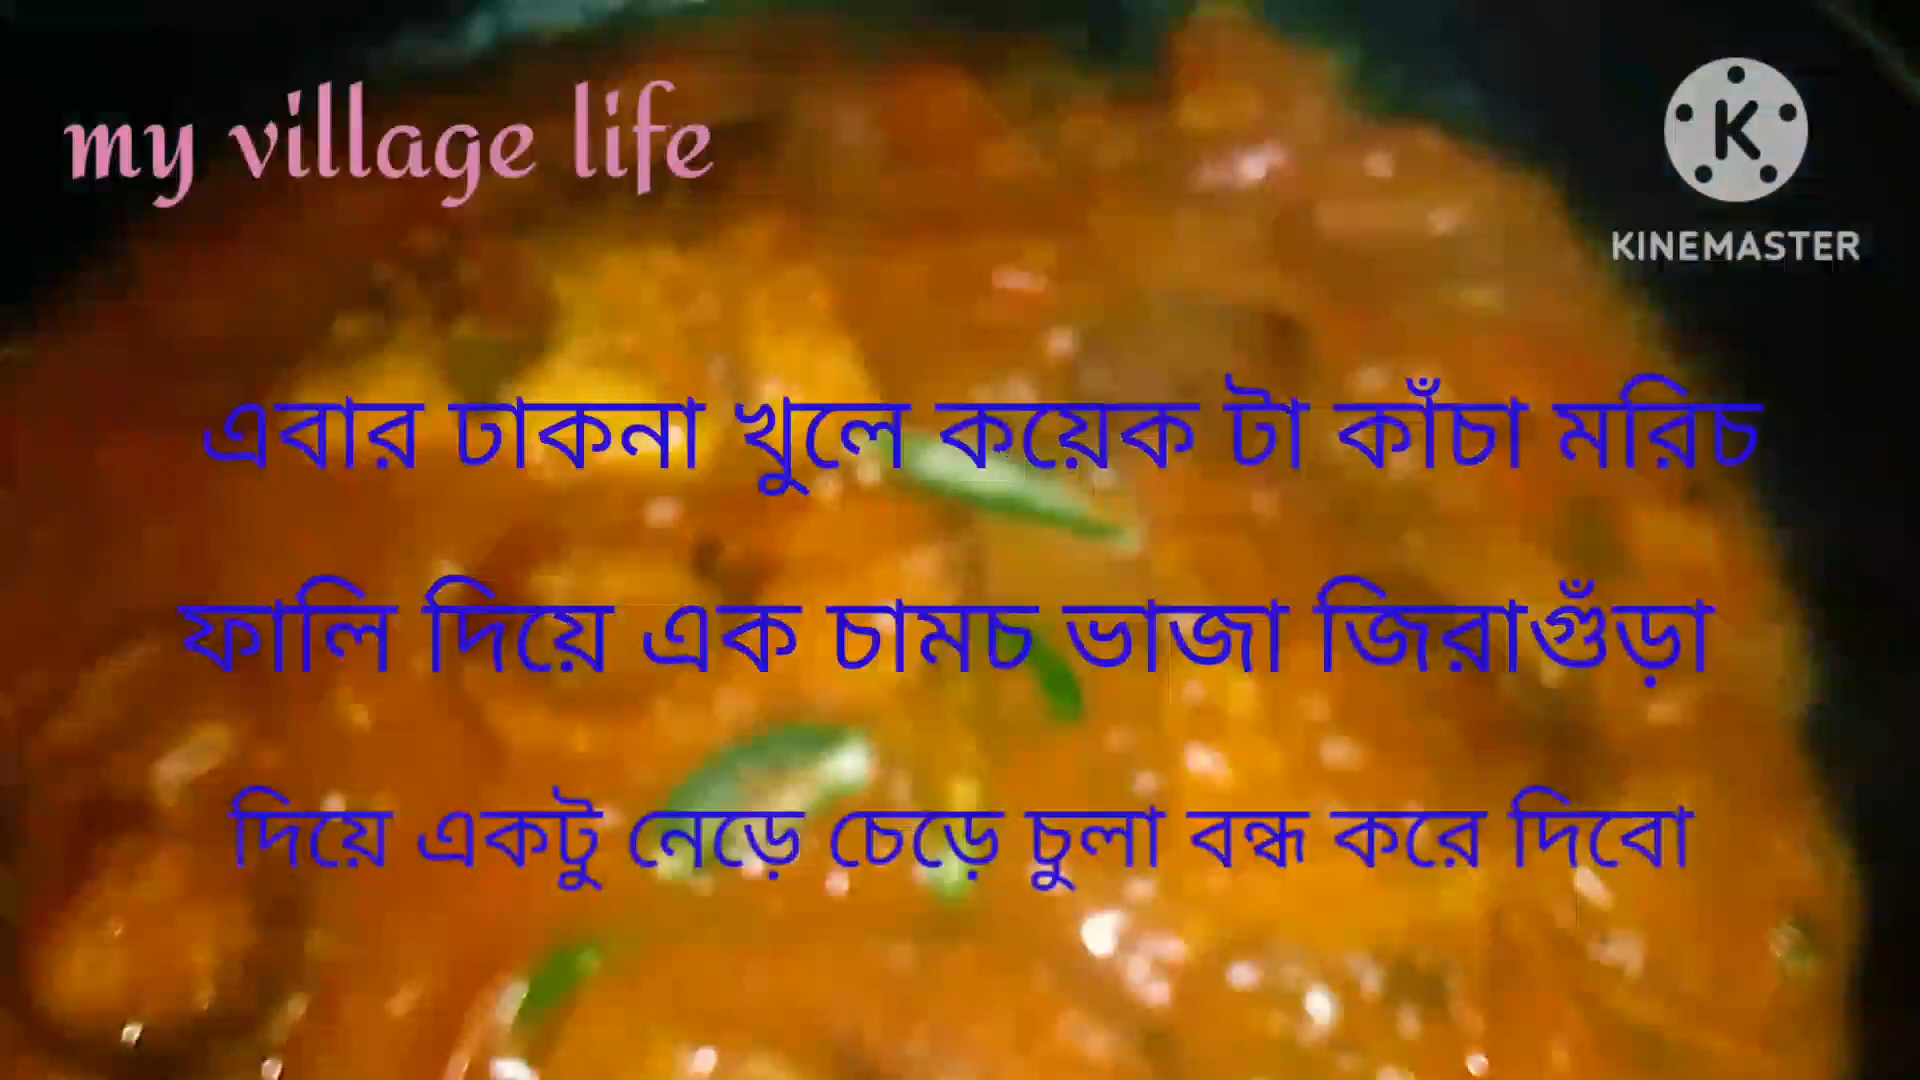 my village life
KINEMASTER
এবার ঢাকনা খুলে কয়েক টা কাঁচা মরিচ
ফালি দিয়ে এক চামচ ভাজা জিরাগুঁড়া
দিয়ে একটু নেড়ে চেড়ে চুলা বন্ধ করে দিবো